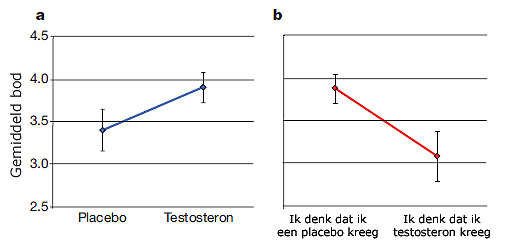 a
b
Gemiddeld bod
4.5
4.0
3.5
3.0
2.5
Placebo
Testosteron
Ik denk dat ik
een placebo kreeg
Ik denk dat ik
testosteron kreeg